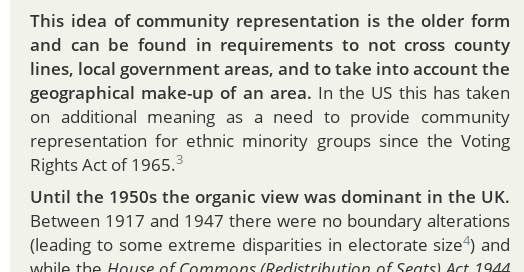 This idea of community representation is the older form
and can be found in requirements to not cross county
lines, local government areas, and to take into account the
geographical make-up of an area. In the US this has taken
on additional meaning as a need to provide community
representation for ethnic minority groups since the Voting
Rights Act of 1965.3
Until the 1950s the organic view was dominant in the UK.
Between 1917 and 1947 there were no boundary alterations
(leading to some extreme disparities in electorate size4) and
while the House of Commons (Redistribution of Seats) Act 1944